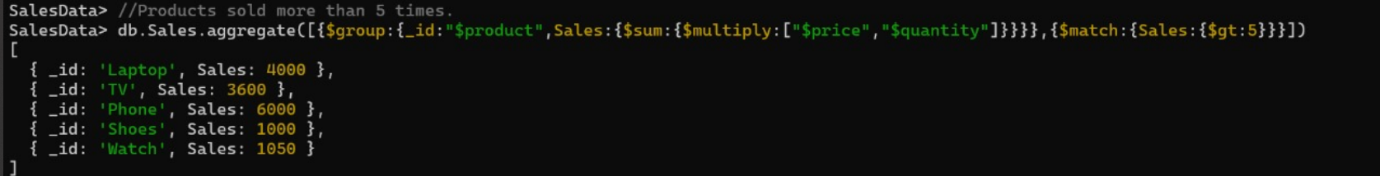 SalesData> //Products sold more than 5 times.
SalesData> db.Sales.aggregate([{$group:{_id:"$product",Sales:{$sum:{$multiply:["$price","$quantity"]}}}},{$match:{Sales:{$gt:5}}}])
[
  { _id: 'Laptop', Sales: 4000 },
  { _id: 'TV', Sales: 3600 },
  { _id: 'Phone', Sales: 6000 },
  { _id: 'Shoes', Sales: 1000 },
  { _id: 'Watch', Sales: 1050 }
]